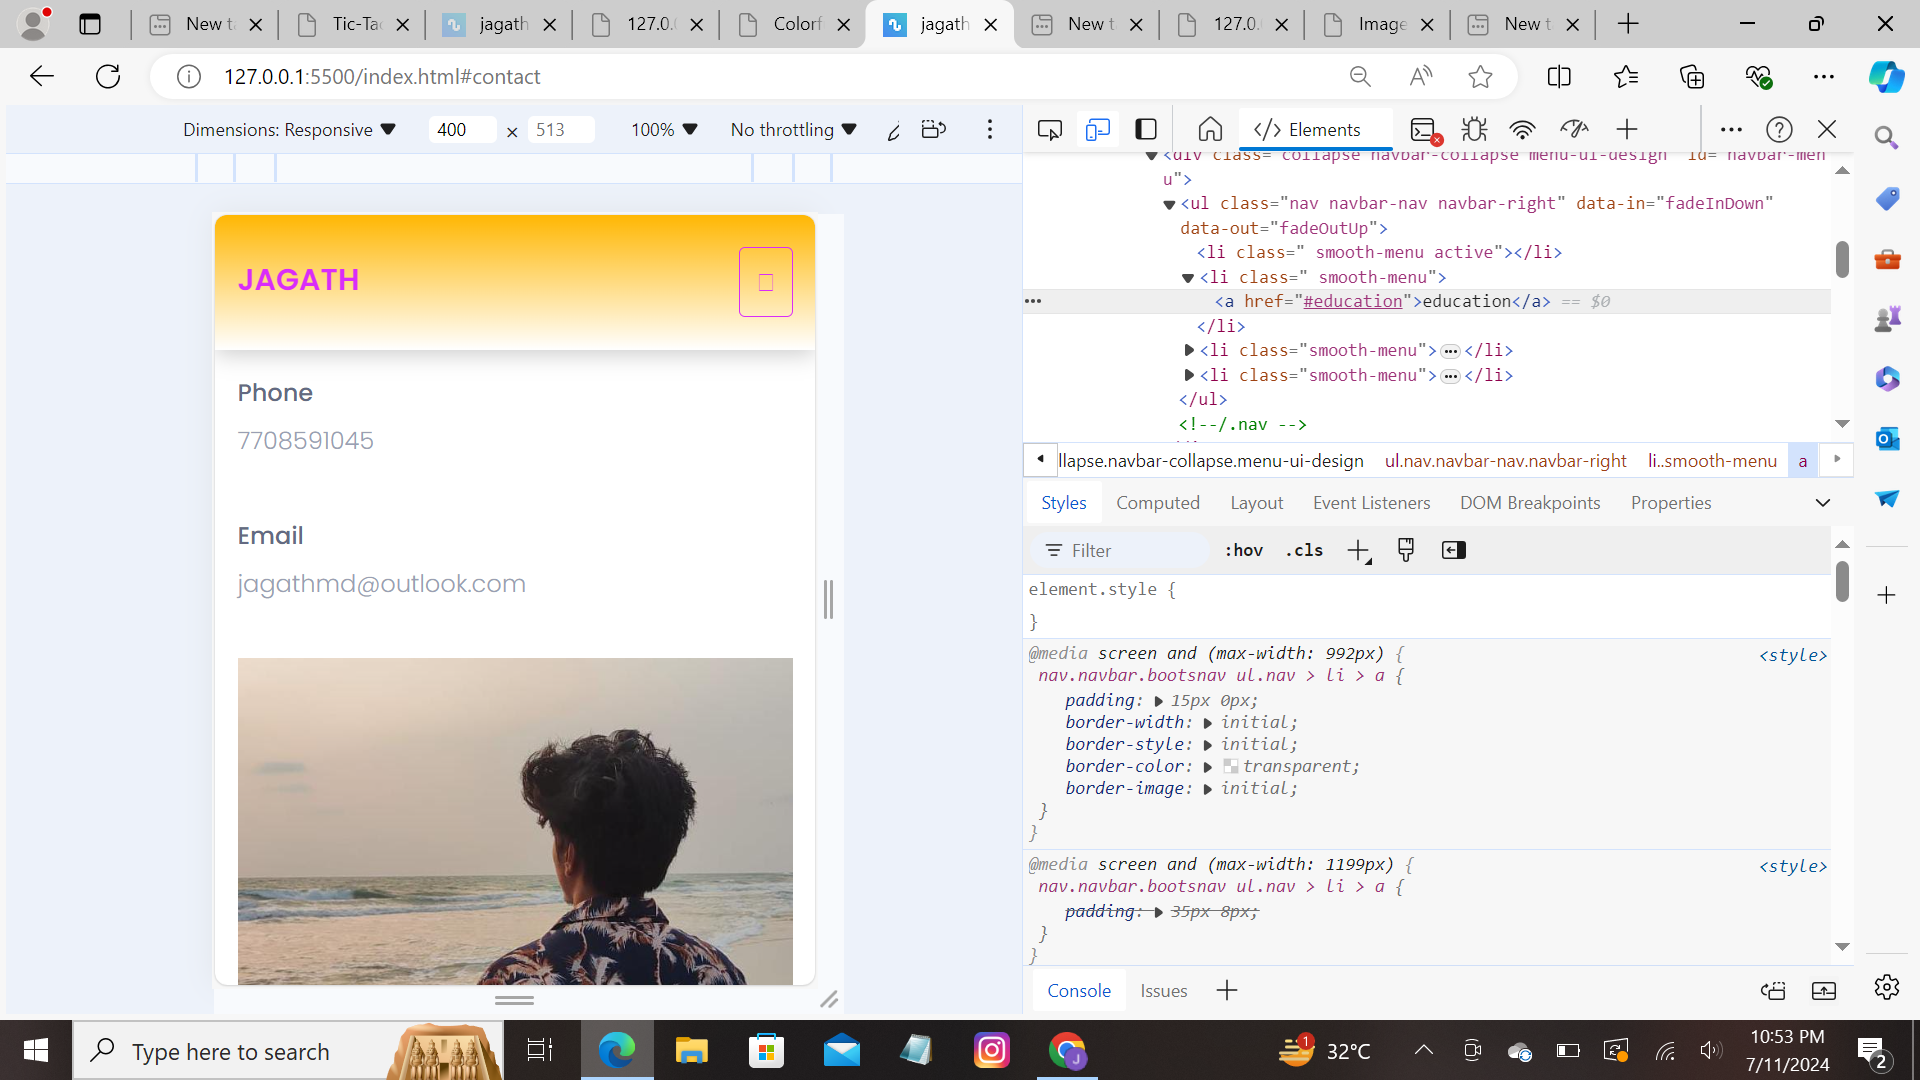 New t
Tic-Tac
jagath
127.0.0
Colorf
jagath
New t
127.0.
Image
New t
127.0.0.1:5500/index.html#contact
Dimensions: Responsive 400 × 513 100% No throttling
Elements
<div class="collapse navbar-collapse menu-ui-design" id="navbar-men
u">
<ul class="nav navbar-nav navbar-right" data-in="fadeInDown"
data-out="fadeOutUp">
<li class=" smooth-menu active"></li>
<li class=" smooth-menu">
<a href="#education">education</a> == $0
</li>
<li class="smooth-menu">…</li>
<li class="smooth-menu">…</li>
</ul>
<!--/.nav -->
llapse.navbar-collapse.menu-ui-design ul.nav.navbar-nav.navbar-right li..smooth-menu a
Styles Computed Layout Event Listeners DOM Breakpoints Properties
Filter :hov .cls
element.style {
}
@media screen and (max-width: 992px) { <style>
nav.navbar.bootsnav ul.nav > li > a {
padding: 15px 0px;
border-width: initial;
border-style: initial;
border-color: transparent;
border-image: initial;
}
}
@media screen and (max-width: 1199px) { <style>
nav.navbar.bootsnav ul.nav > li > a {
padding: 35px 8px;
}
}
Console Issues
JAGATH
Phone
7708591045
Email
jagathmd@outlook.com
Type here to search
1
32°C
10:53 PM
7/11/2024
2